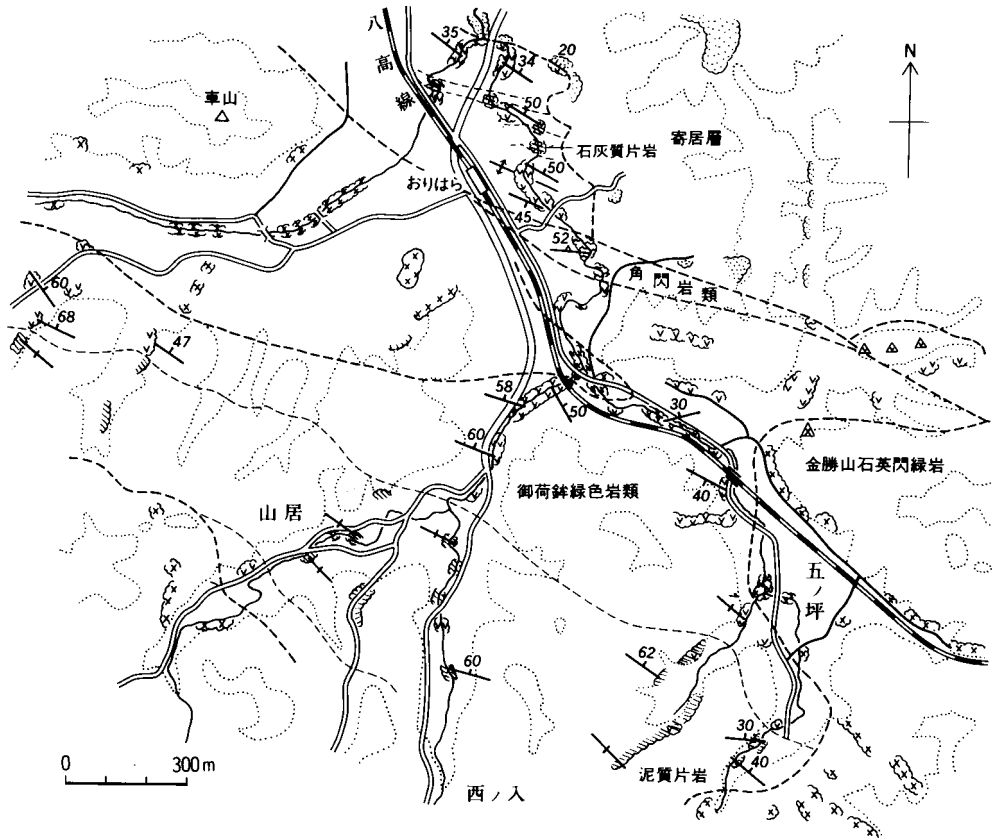 八高線
N
車山
35
34
20
50
寄居層
石灰質片岩
50
おりはら
45
52
角閃岩類
60
68
47
58
50
30
60
金勝山石英閃緑岩
御荷鉾緑色岩類
40
山居
五ノ坪
62
60
30
40
泥質片岩
0 300m
西ノ入